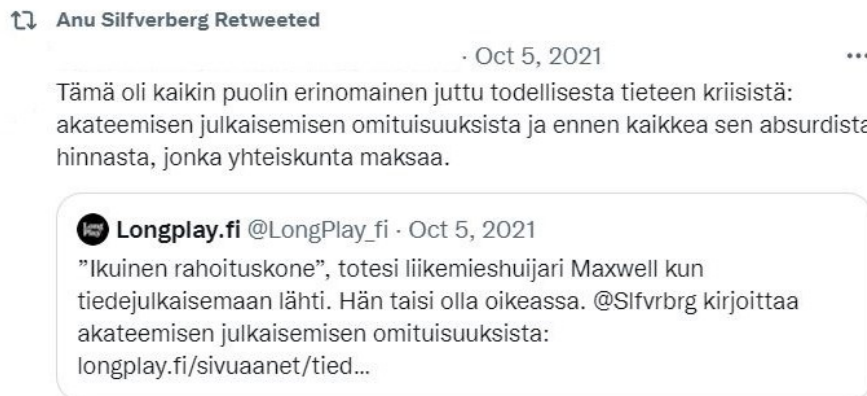 Anu Silfverberg Retweeted
· Oct 5, 2021
Tämä oli kaikin puolin erinomainen juttu todellisesta tieteen kriisistä:
akateemisen julkaisemisen omituisuuksista ja ennen kaikkea sen absurdista
hinnasta, jonka yhteiskunta maksaa.
Longplay.fi @LongPlay_fi · Oct 5, 2021
”Ikuinen rahoituskone”, totesi liikemieshuijari Maxwell kun
tiedejulkaisemaan lähti. Hän taisi olla oikeassa. @Slfvrbrg kirjoittaa
akateemisen julkaisemisen omituisuuksista:
longplay.fi/sivuaanet/tied...